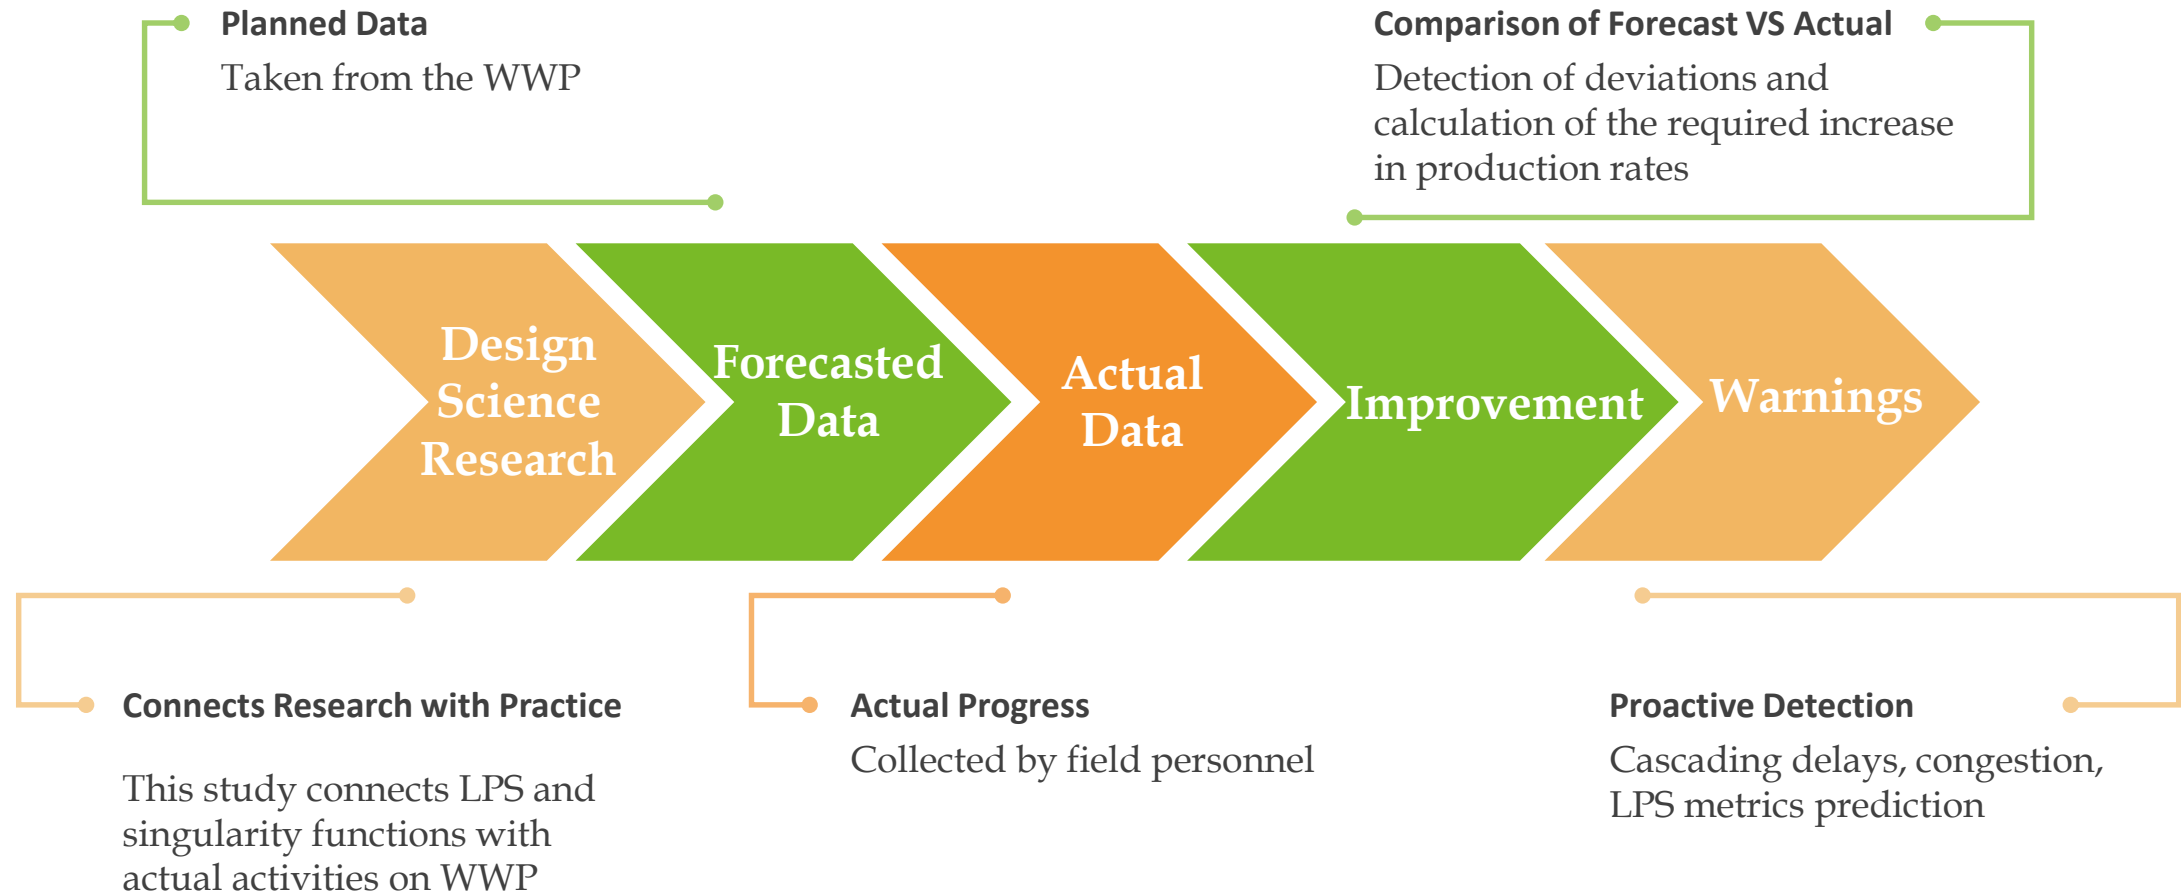 Planned Data
Taken from the WWP
Comparison of Forecast VS Actual
Detection of deviations and
calculation of the required increase
in production rates
Design
Science
Research
Forecasted
Data
Actual
Data
Improvement
Warnings
Connects Research with Practice
This study connects LPS and
singularity functions with
actual activities on WWP
Actual Progress
Collected by field personnel
Proactive Detection
Cascading delays, congestion,
LPS metrics prediction